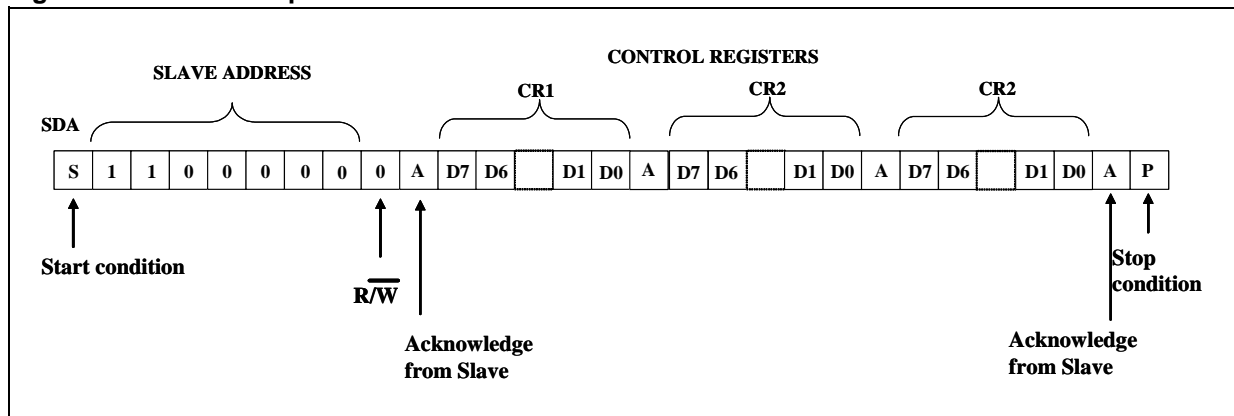 CONTROL REGISTERS
SLAVE ADDRESS
CR1 CR2 CR2
SDA
S 1 1 0 0 0 0 0 0 A D7 D6 D1 D0 A D7 D6 D1 D0 A D7 D6 D1 D0 A P
Start condition
R/W
Acknowledge
from Slave
Stop
condition
Acknowledge
from Slave